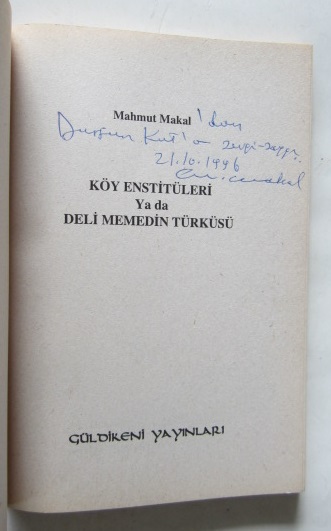 Mahmut Makal'dan
Dursun Kut'a sevgi-saygı.
21.10.1996
M. Makal
KÖY ENSTİTÜLERİ
Ya da
DELİ MEMEDİN TÜRKÜSÜ
GÜLDİKENİ YAYINLARI